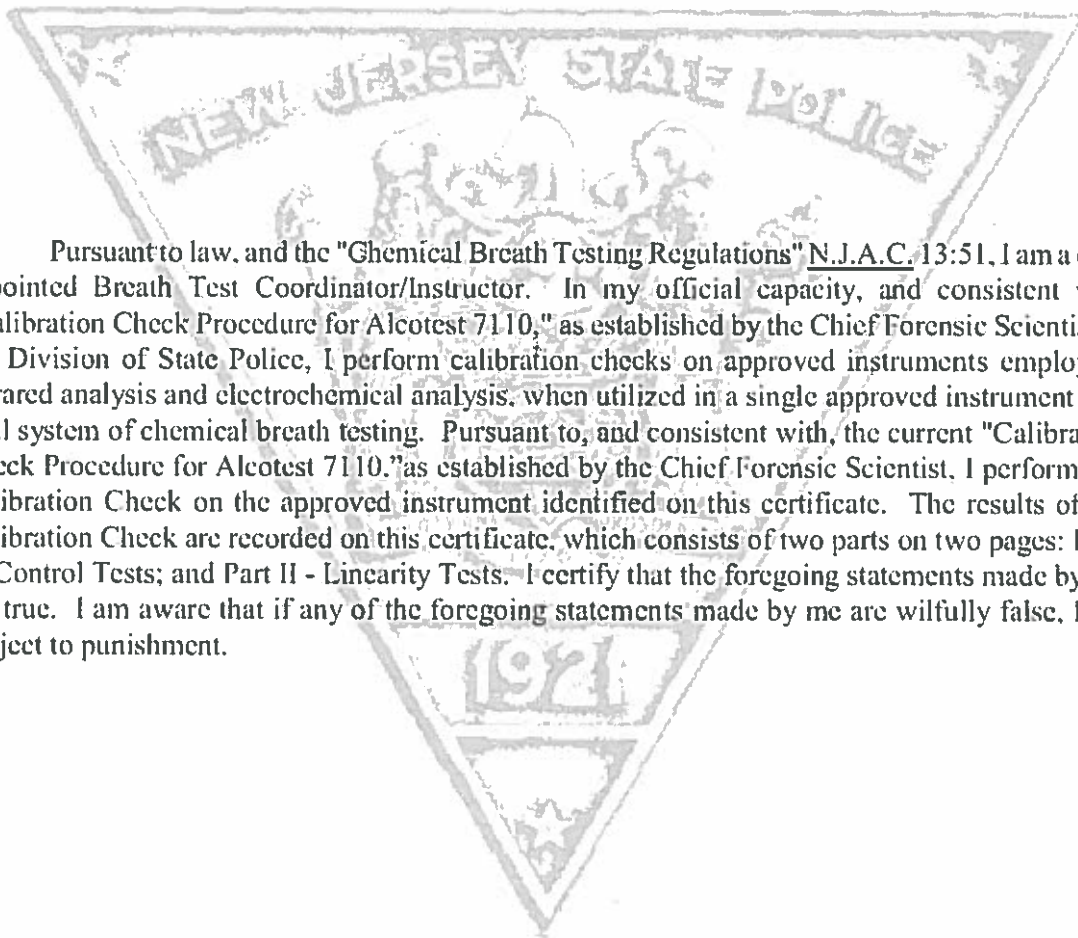 NEW JERSEY STATE POLICE
Pursuant to law, and the "Chemical Breath Testing Regulations" N.J.A.C. 13:51, I am a
pointed Breath Test Coordinator/Instructor. In my official capacity, and consistent
alibration Check Procedure for Alcotest 7110," as established by the Chief Forensic Scienti
Division of State Police, I perform calibration checks on approved instruments employ
rared analysis and electrochemical analysis, when utilized in a single approved instrument
l system of chemical breath testing. Pursuant to, and consistent with, the current "Calibra
eck Procedure for Alcotest 7110."as established by the Chief Forensic Scientist, I perform
libration Check on the approved instrument identified on this certificate. The results of
libration Check are recorded on this certificate, which consists of two parts on two pages:
Control Tests; and Part II - Linearity Tests. I certify that the foregoing statements made by
true. I am aware that if any of the foregoing statements made by me are wilfully false, I
ject to punishment.
1921